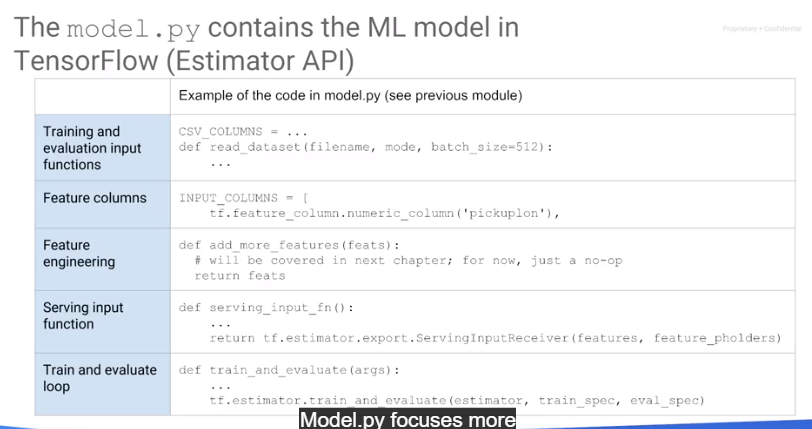 The model.py contains the ML model in
TensorFlow (Estimator API)
Proprietary + Confidential
Example of the code in model.py (see previous module)
Training and
evaluation input
functions
CSV_COLUMNS = ...
def read_dataset(filename, mode, batch_size=512):
...
Feature columns
INPUT_COLUMNS = [
tf.feature_column.numeric_column('pickuplon'),
Feature
engineering
def add_more_features(feats):
# will be covered in next chapter; for now, just a no-op
return feats
Serving input
function
def serving_input_fn():
...
return tf.estimator.export.ServingInputReceiver(features, feature_pholders)
Train and evaluate
loop
def train_and_evaluate(args):
...
tf.estimator.train_and_evaluate(estimator, train_spec, eval_spec)
Model.py focuses more